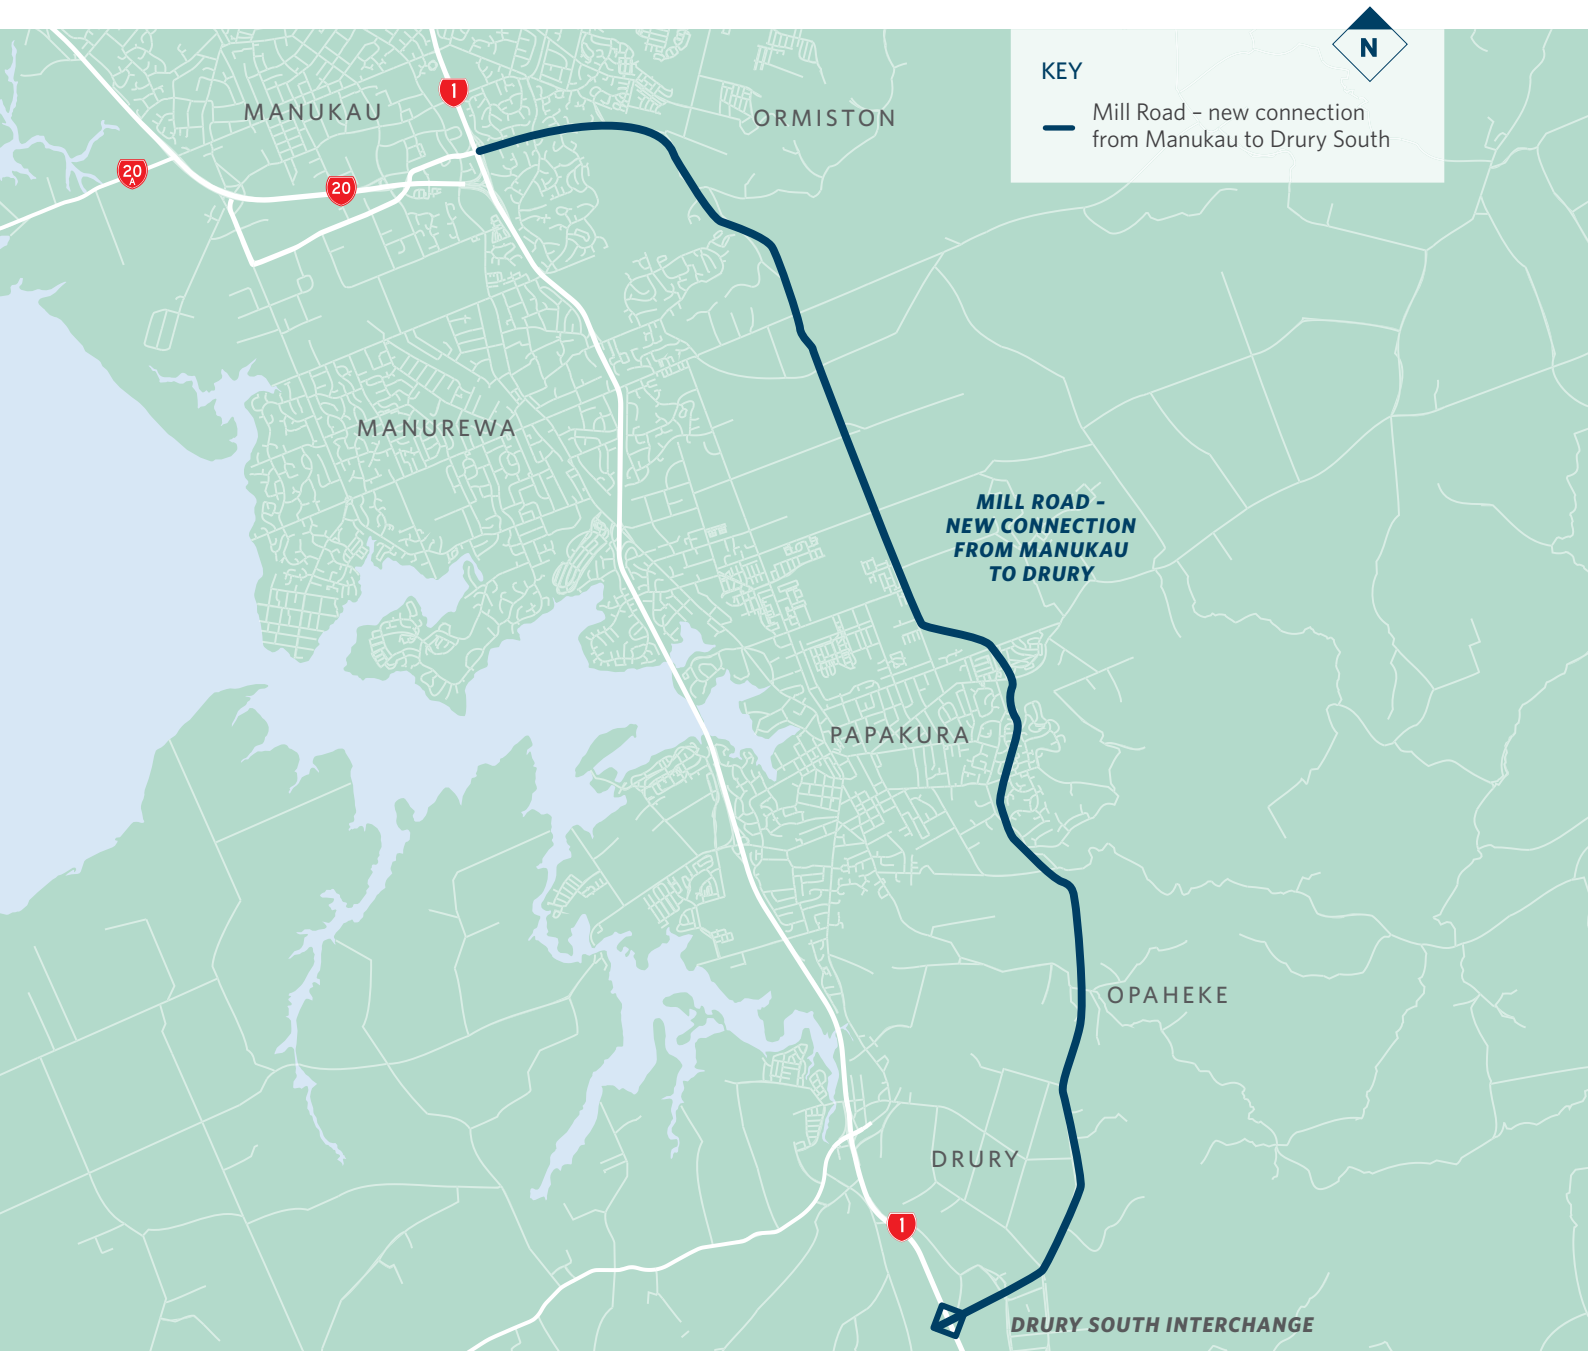 N
KEY
Mill Road – new connection
from Manukau to Drury South
1
MANUKAU
ORMISTON
20
A
20
MANUREWA
MILL ROAD –
NEW CONNECTION
FROM MANUKAU
TO DRURY
PAPAKURA
OPAHEKE
DRURY
1
DRURY SOUTH INTERCHANGE